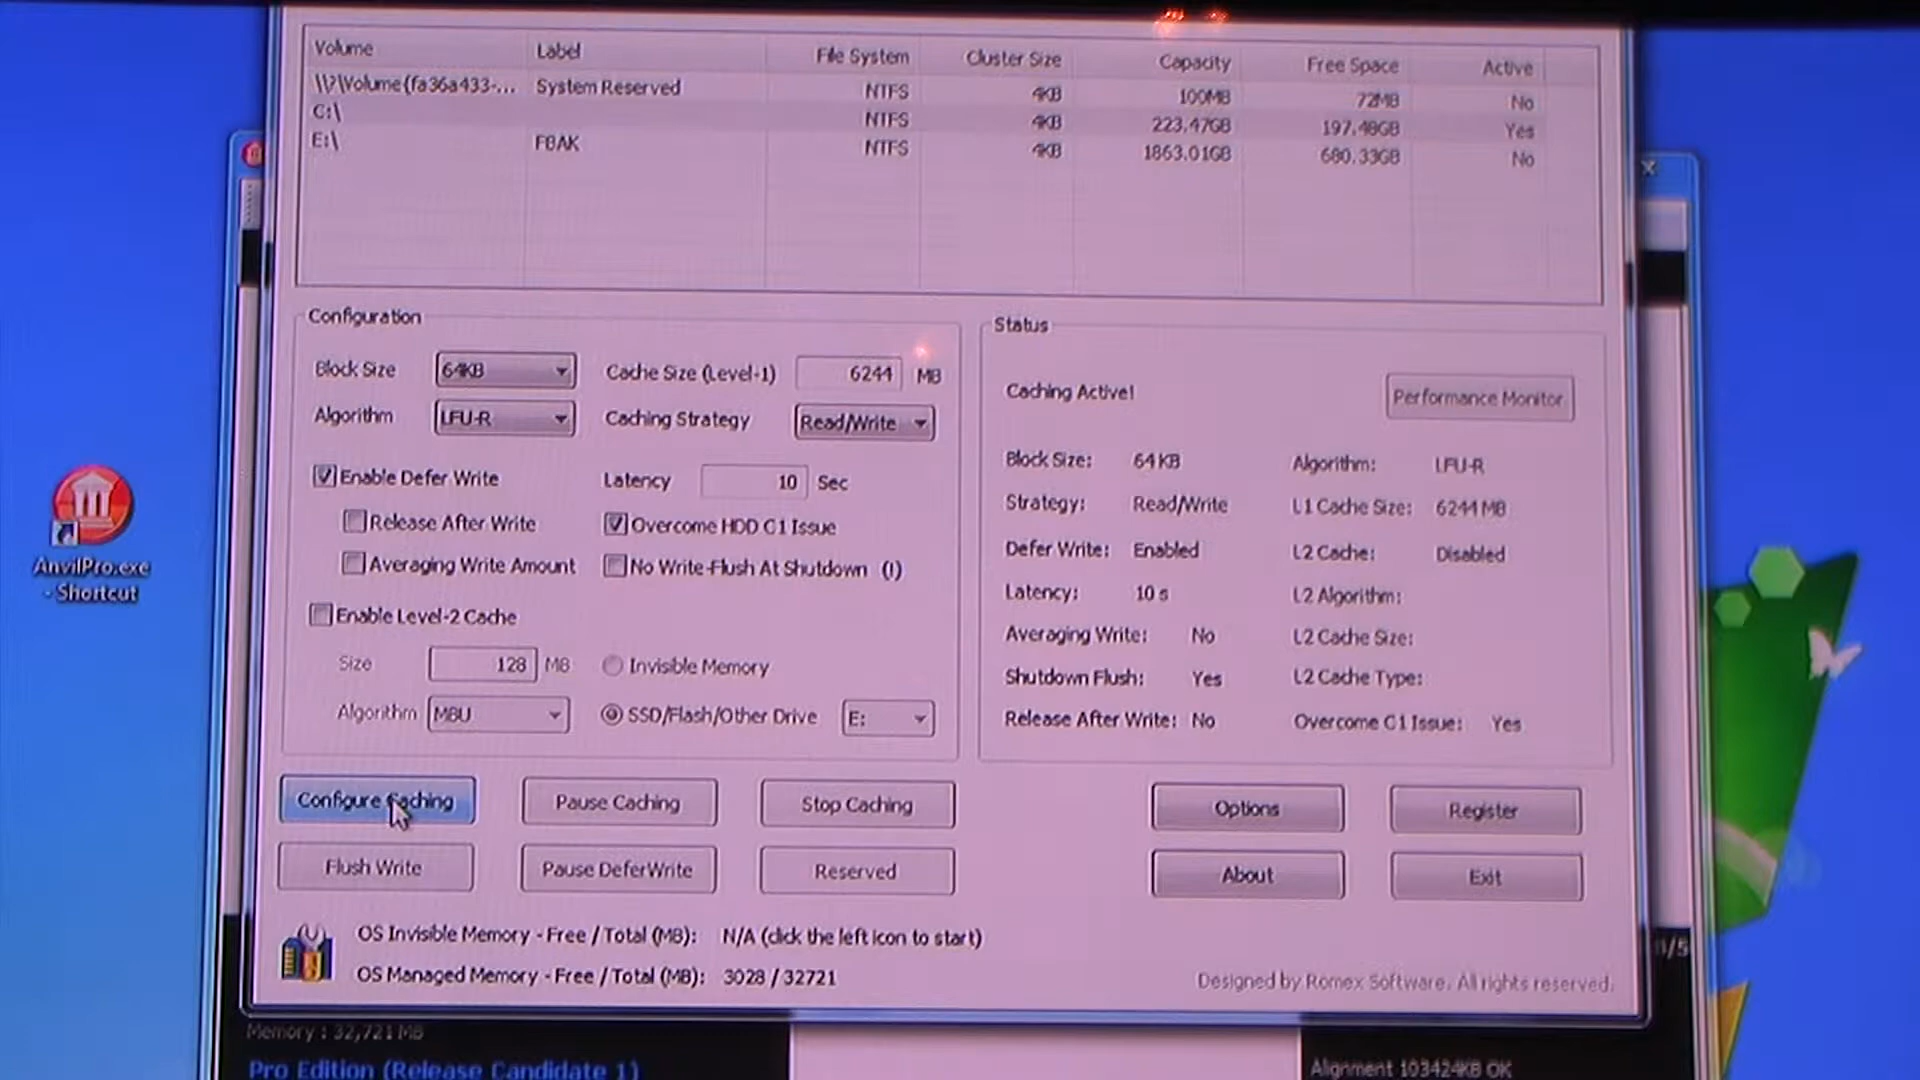 Volume Label File System Cluster Size Capacity Free Space Active
\\?\Volume{fa36a433-... System Reserved NTFS 4KB 100MB 72MB No
C:\ NTFS 4KB 223.47GB 197.48GB Yes
E:\ FBAK NTFS 4KB 1863.01GB 680.33GB No
Configuration
Block Size 64KB Cache Size (Level-1) 6244 MB
Algorithm LFU-R Caching Strategy Read/Write
Enable Defer Write Latency 10 Sec
Release After Write Overcome HDD C1 Issue
Averaging Write Amount No Write-Flush At Shutdown (!)
Enable Level-2 Cache
Size 128 MB Invisible Memory
Algorithm MBU SSD/Flash/Other Drive E:
Status
Caching Active! Performance Monitor
Block Size: 64 KB Algorithm: LFU-R
Strategy: Read/Write L1 Cache Size: 6244 MB
Defer Write: Enabled L2 Cache: Disabled
Latency: 10 s L2 Algorithm:
Averaging Write: No L2 Cache Size:
Shutdown Flush: Yes L2 Cache Type:
Release After Write: No Overcome C1 Issue: Yes
Configure Caching Pause Caching Stop Caching Options Register
Flush Write Pause DeferWrite Reserved About Exit
OS Invisible Memory - Free / Total (MB): N/A (click the left icon to start)
OS Managed Memory - Free / Total (MB): 3028 / 32721
Designed by Romex Software. All rights reserved.
AnvilPro.exe
- Shortcut
Memory : 32,721 MB
Pro Edition (Release Candidate 1)
Alignment 103424KB OK